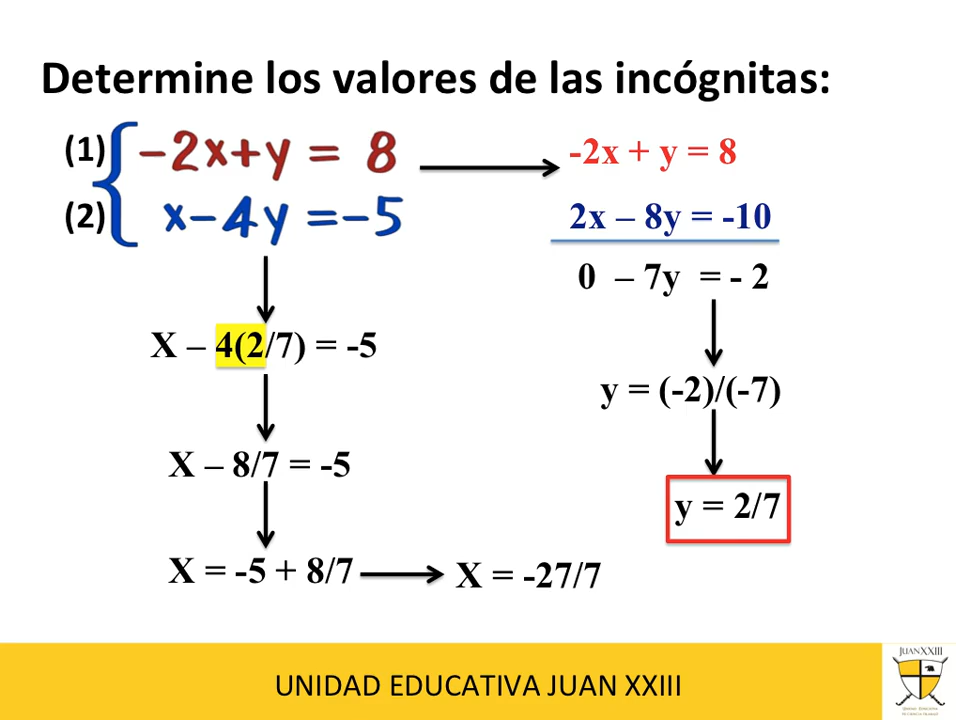 Determine los valores de las incógnitas:
(1) -2x+y = 8
(2) x-4y =-5
-2x + y = 8
2x – 8y = -10
0 – 7y = - 2
y = (-2)/(-7)
y = 2/7
X – 4(2/7) = -5
X – 8/7 = -5
X = -5 + 8/7
X = -27/7
UNIDAD EDUCATIVA JUAN XXIII
JUAN XXIII